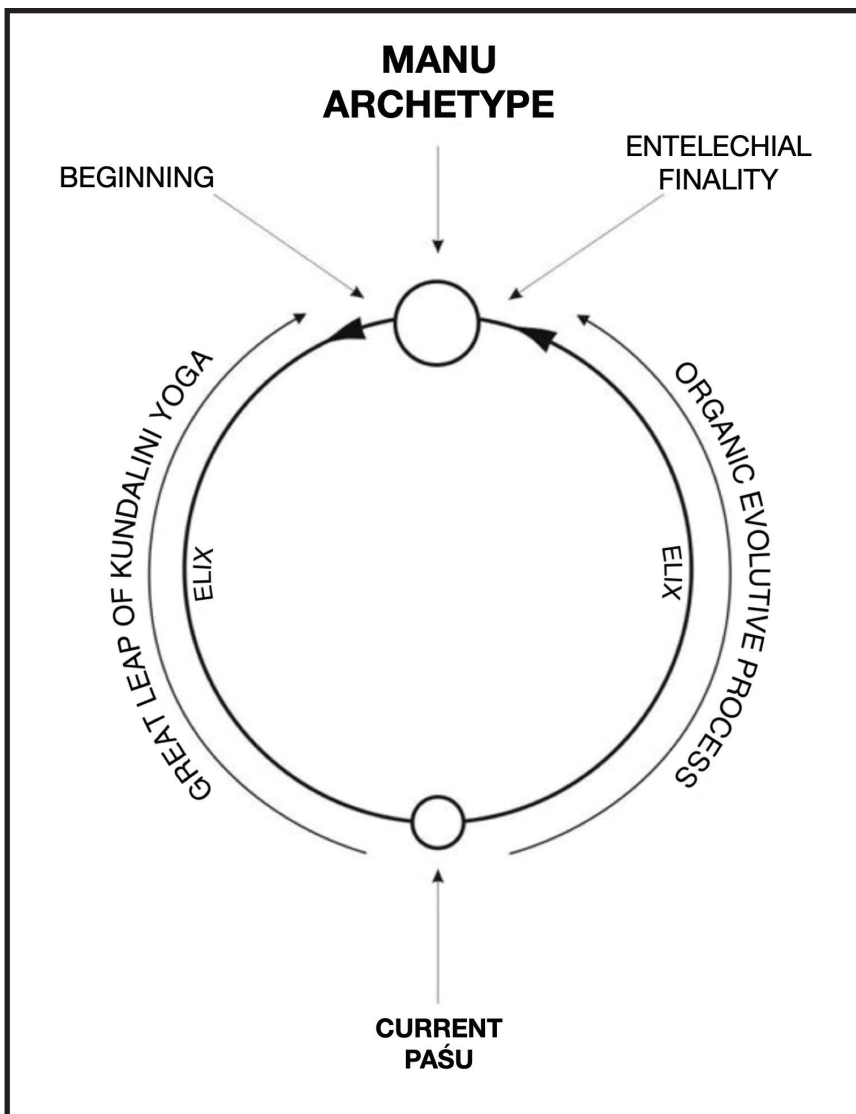 MANU
ARCHETYPE
BEGINNING
ENTELECHIAL
FINALITY
GREAT LEAP OF KUNDALINI YOGA
ELIX
ELIX
ORGANIC EVOLUTIVE PROCESS
CURRENT
PAŚU